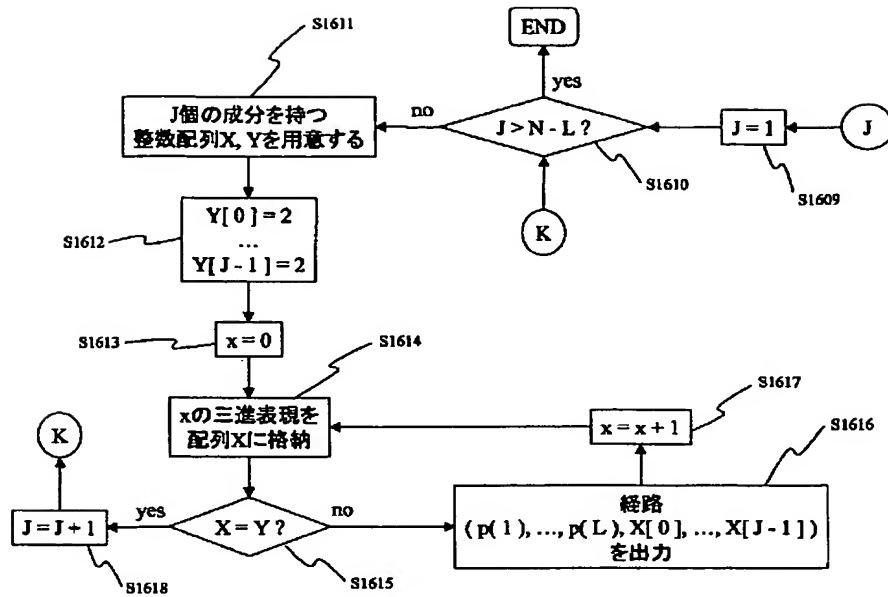 S1611
END
yes
J個の成分を持つ
整数配列X, Yを用意する
no
J > N - L ?
J = 1
J
S1610
S1609
K
S1612
Y[ 0 ] = 2
...
Y[ J - 1 ] = 2
S1613
x = 0
S1614
xの三進表現を
配列Xに格納
S1617
x = x + 1
S1616
K
J = J + 1
yes
X = Y ?
no
経路
( p( 1 ), ..., p( L ), X[ 0 ], ..., X[ J - 1 ] )
を出力
S1618
S1615